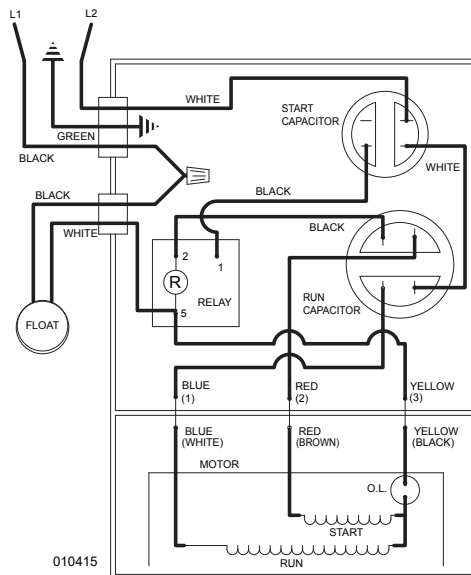 L1
L2
WHITE
START
CAPACITOR
GREEN
BLACK
WHITE
BLACK
BLACK
WHITE
BLACK
2
1
R
RELAY
5
RUN
CAPACITOR
FLOAT
BLUE
(1)
RED
(2)
YELLOW
(3)
BLUE
(WHITE)
RED
(BROWN)
YELLOW
(BLACK)
MOTOR
O.L.
START
RUN
010415